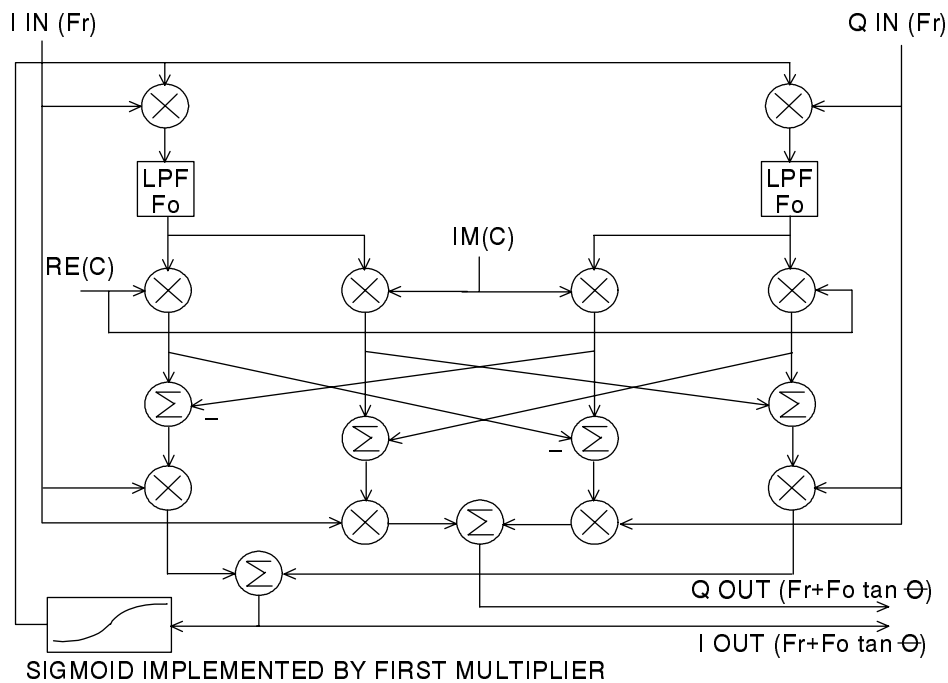 I IN (Fr)
Q IN (Fr)
LPF
Fo
LPF
Fo
IM(C)
RE(C)
Σ
Σ
Σ
Σ
Σ
Σ
Q OUT (Fr+Fo tan Θ)
I OUT (Fr+Fo tan Θ)
SIGMOID IMPLEMENTED BY FIRST MULTIPLIER